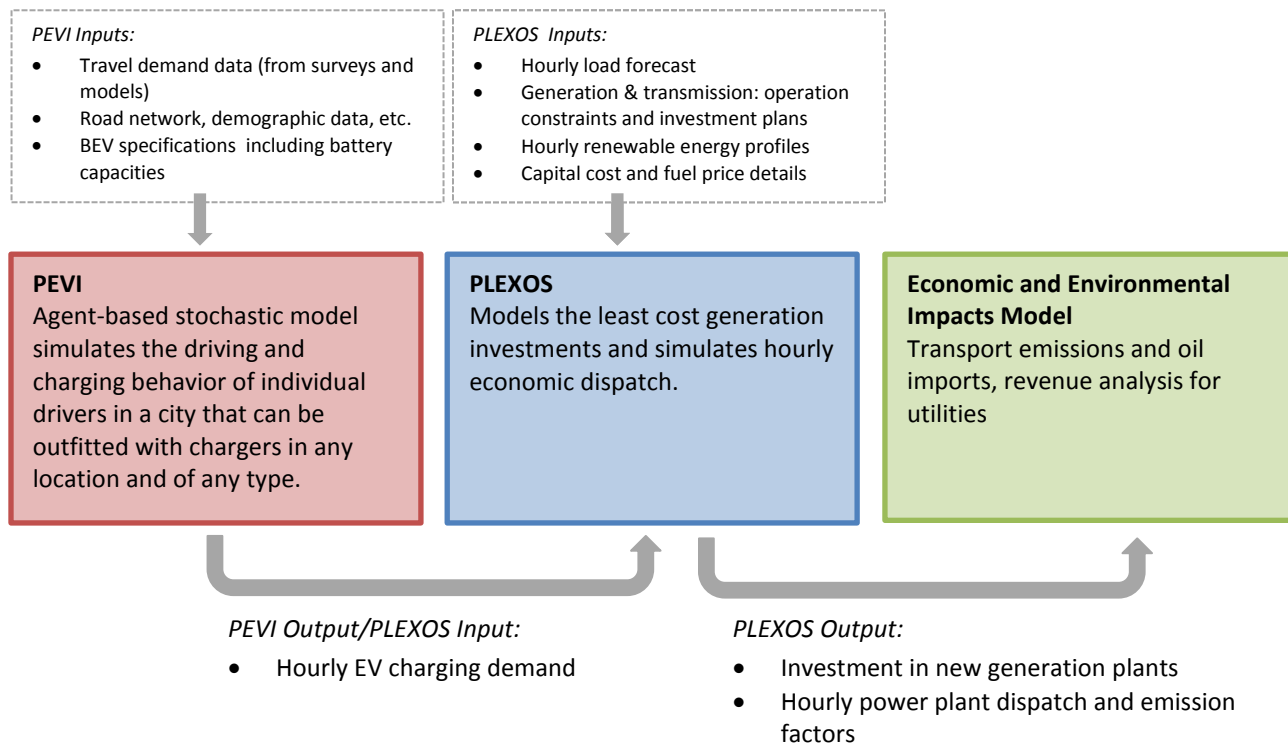 PEVI Inputs:
• Travel demand data (from surveys and
models)
• Road network, demographic data, etc.
• BEV specifications including battery
capacities
PLEXOS Inputs:
• Hourly load forecast
• Generation & transmission: operation
constraints and investment plans
• Hourly renewable energy profiles
• Capital cost and fuel price details
PEVI
Agent-based stochastic model
simulates the driving and
charging behavior of individual
drivers in a city that can be
outfitted with chargers in any
location and of any type.
PLEXOS
Models the least cost generation
investments and simulates hourly
economic dispatch.
Economic and Environmental
Impacts Model
Transport emissions and oil
imports, revenue analysis for
utilities
PEVI Output/PLEXOS Input:
• Hourly EV charging demand
PLEXOS Output:
• Investment in new generation plants
• Hourly power plant dispatch and emission
factors